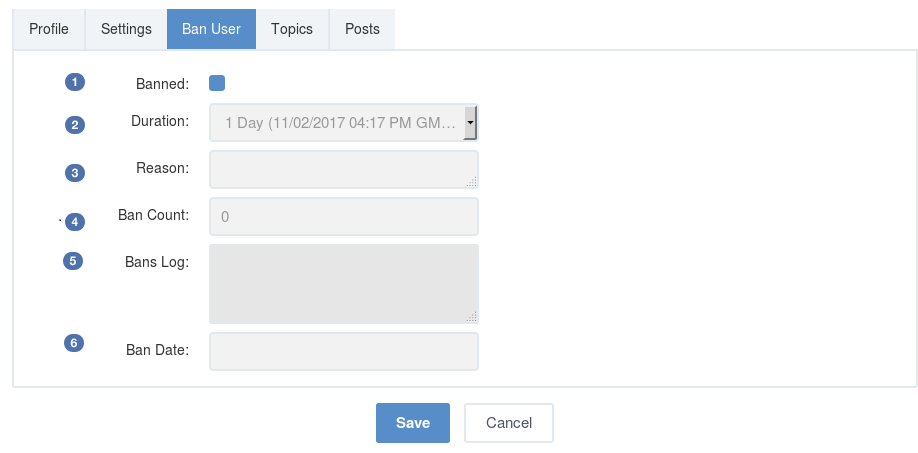 Profile Settings Ban User Topics Posts
1 Banned:
2 Duration: 1 Day (11/02/2017 04:17 PM GM...
3 Reason:
. 4 Ban Count: 0
5 Bans Log:
6 Ban Date:
Save Cancel